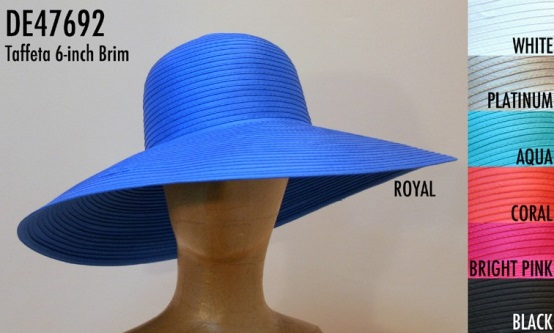 DE47692
Taffeta 6-inch Brim
ROYAL
WHITE
PLATINUM
AQUA
CORAL
BRIGHT PINK
BLACK